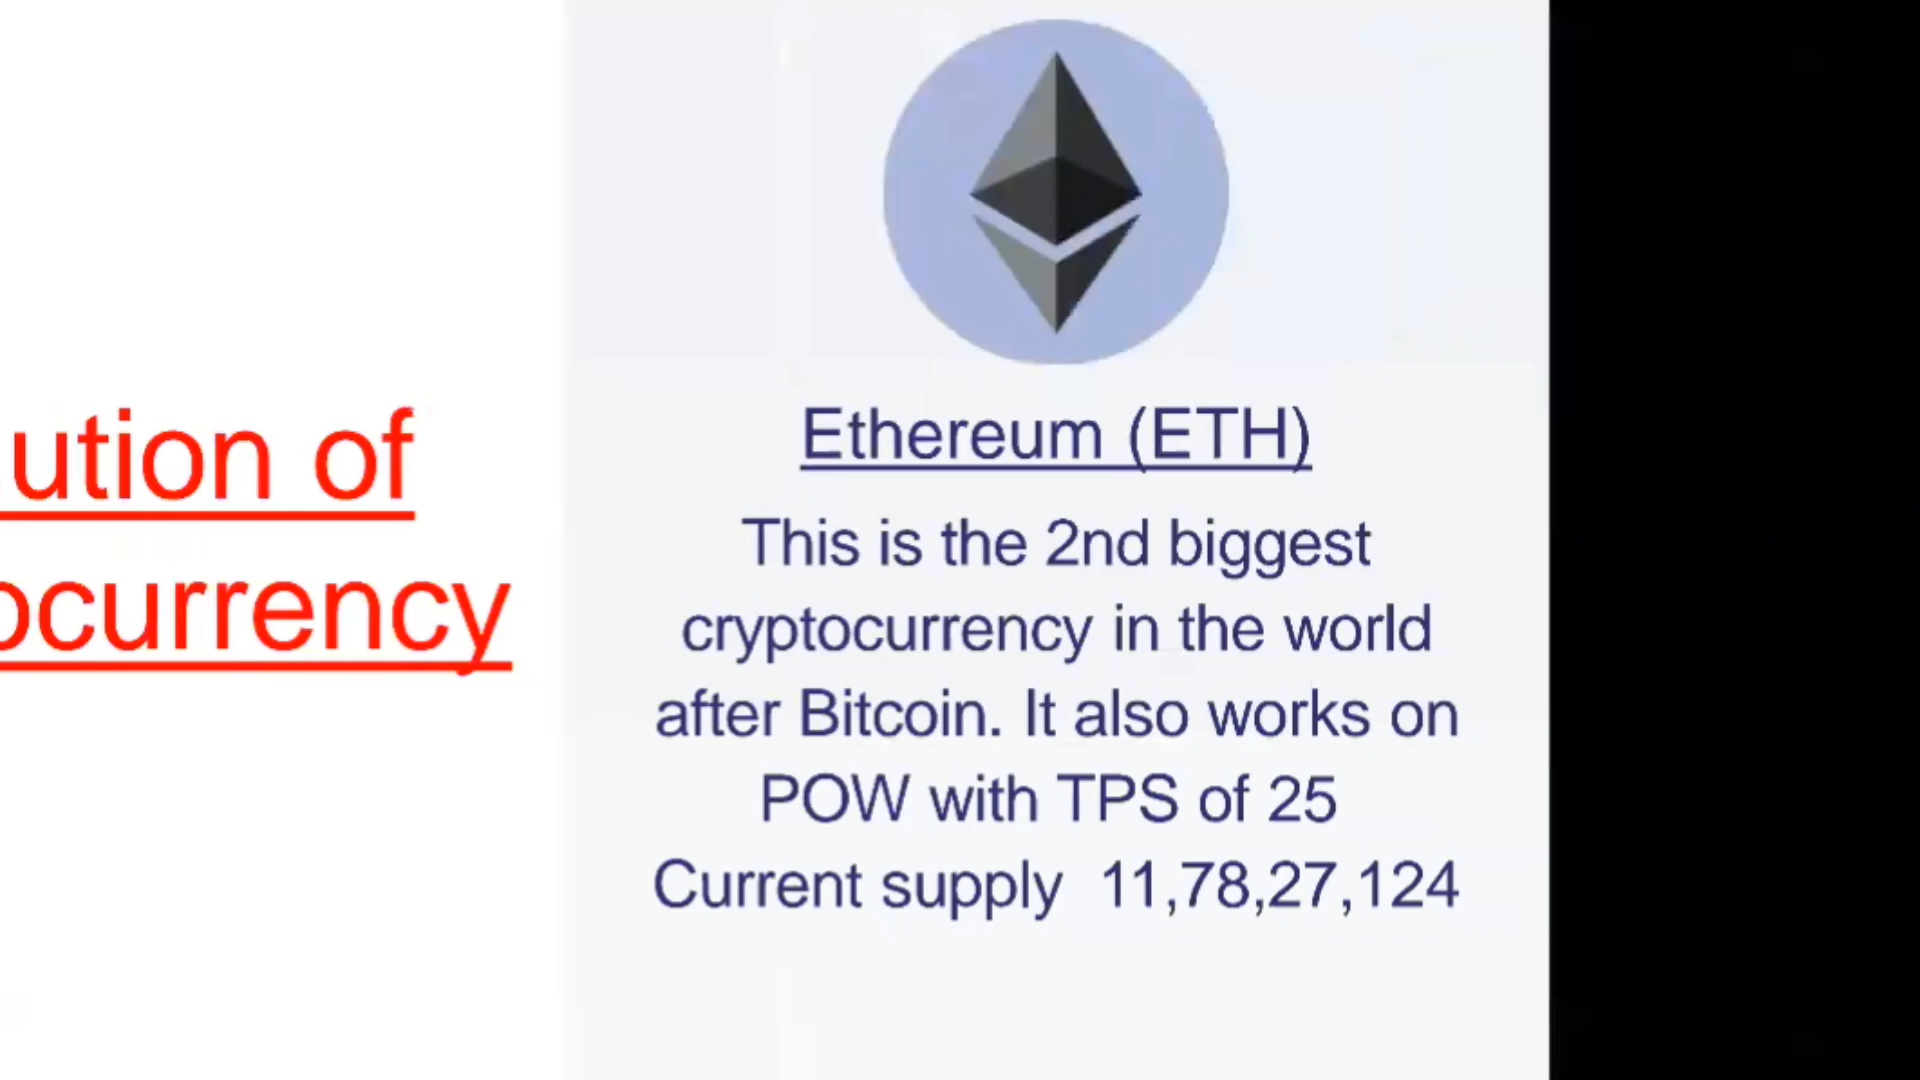 ution of
ocurrency
Ethereum (ETH)
This is the 2nd biggest
cryptocurrency in the world
after Bitcoin. It also works on
POW with TPS of 25
Current supply 11,78,27,124